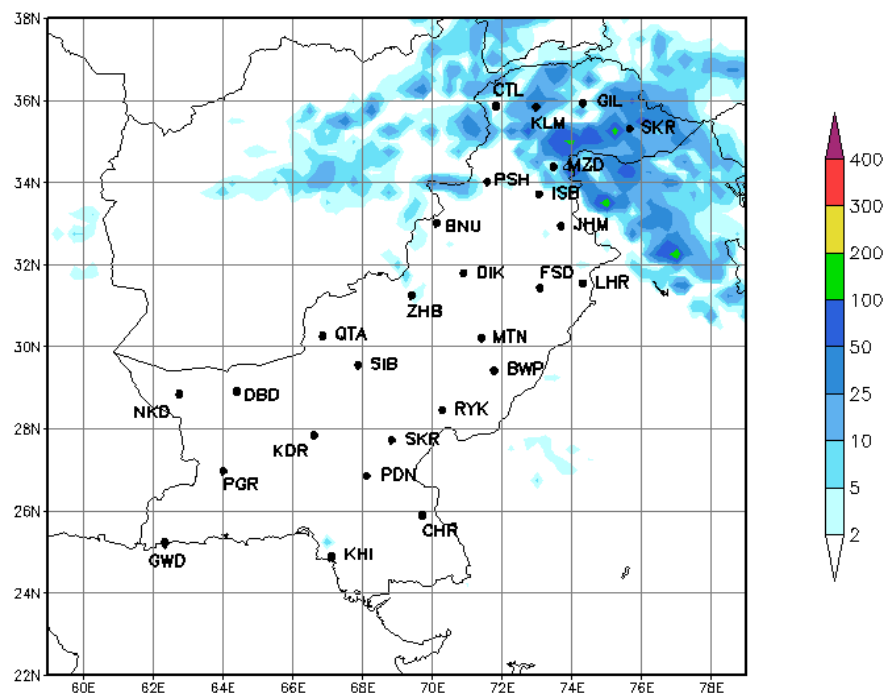 38N
36N
34N
32N
30N
28N
26N
24N
22N
60E 62E 64E 66E 68E 70E 72E 74E 76E 78E
CTL
GIL
KLM
SKR
MZD
PSH
ISB
BNU
JHM
DIK
FSD
LHR
ZHB
QTA
MTN
SIB
BWP
DBD
NKD
RYK
KDR
SKR
PGR
PDN
CHR
GWD
KHI
400
300
200
100
50
25
10
5
2